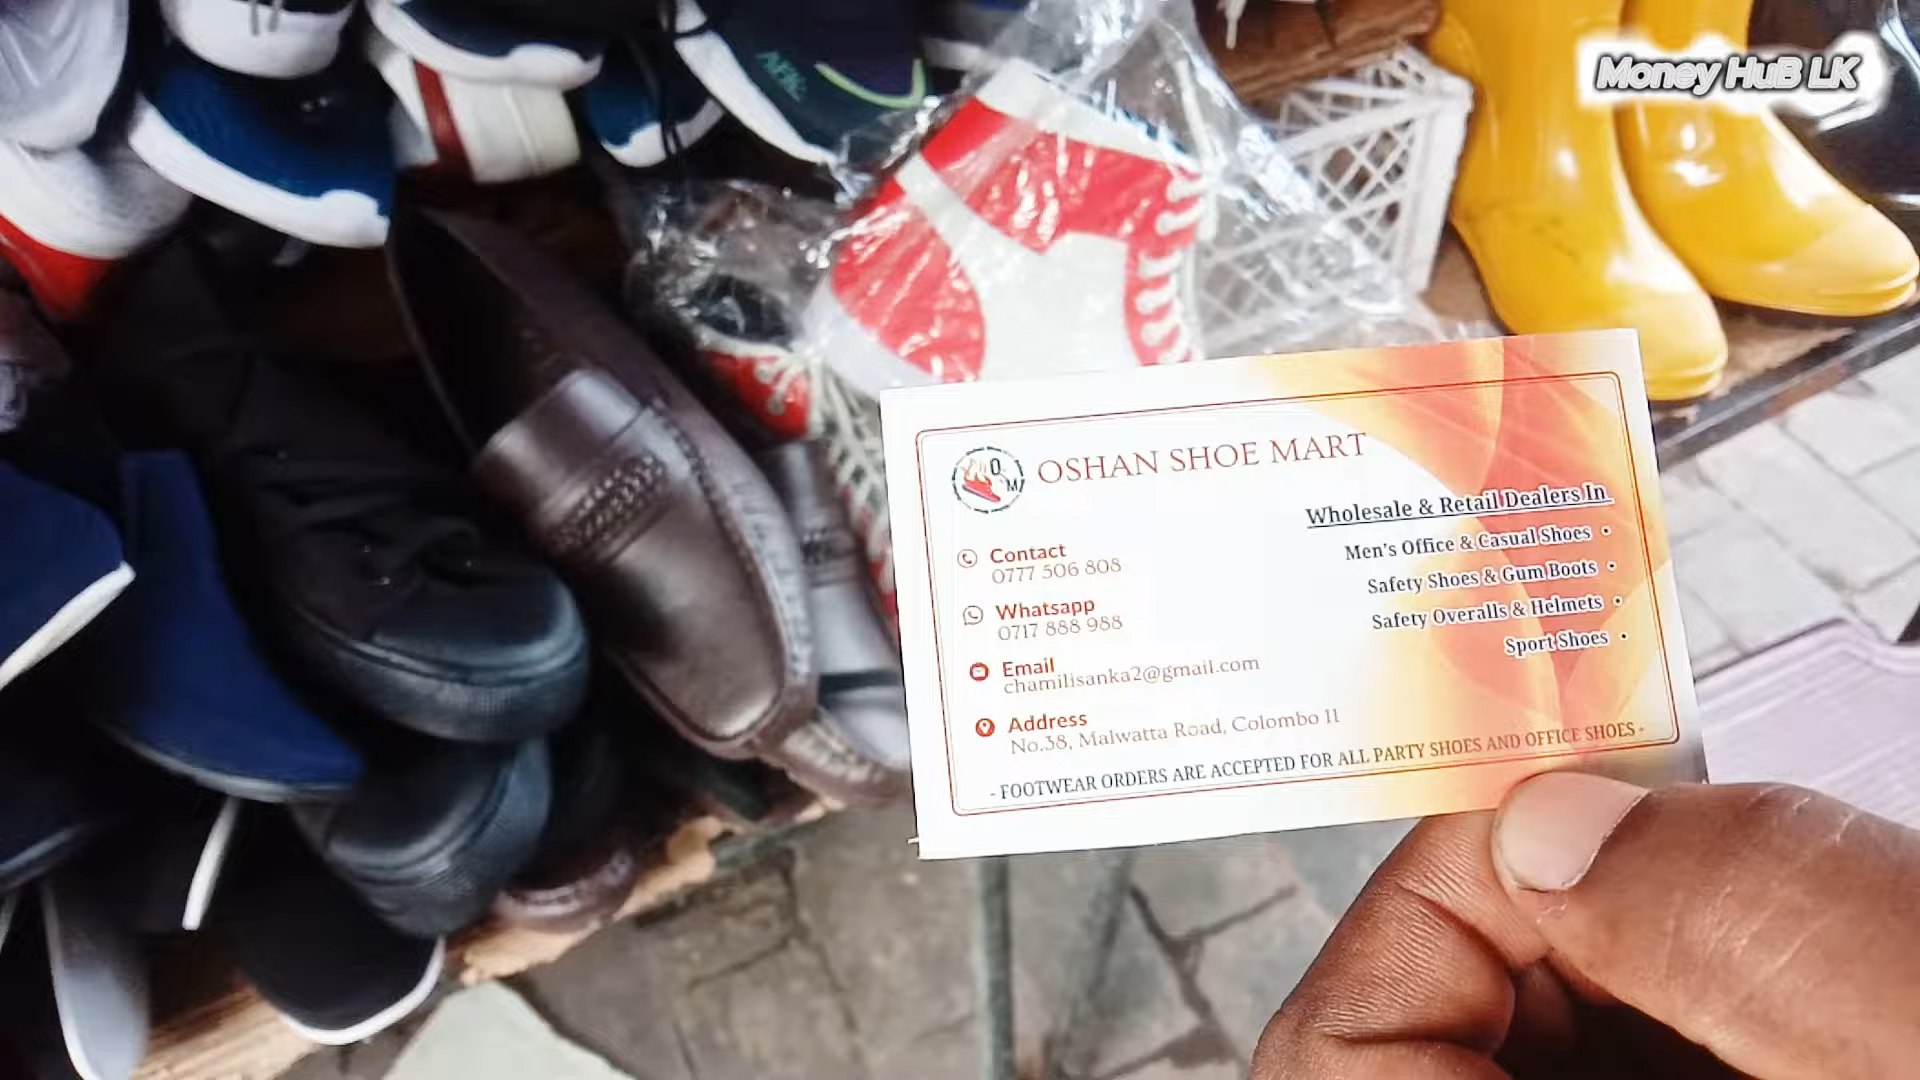 Money HuB LK
O
M
OSHAN SHOE MART
Wholesale & Retail Dealers In
Men's Office & Casual Shoes •
Safety Shoes & Gum Boots •
Safety Overalls & Helmets •
Sport Shoes •
Contact
0777 506 808
Whatsapp
0717 888 988
Email
chamilisanka2@gmail.com
Address
No.38, Malwatta Road, Colombo 11
- FOOTWEAR ORDERS ARE ACCEPTED FOR ALL PARTY SHOES AND OFFICE SHOES -